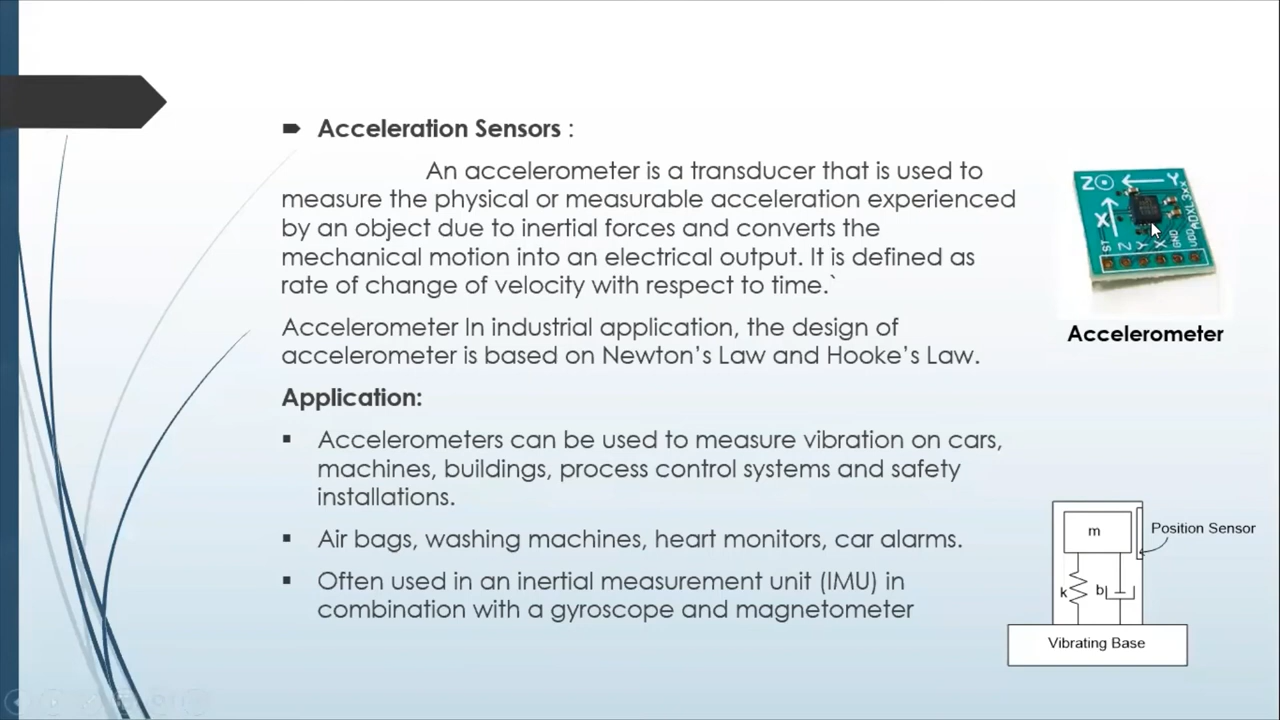 Acceleration Sensors :
An accelerometer is a transducer that is used to
measure the physical or measurable acceleration experienced
by an object due to inertial forces and converts the
mechanical motion into an electrical output. It is defined as
rate of change of velocity with respect to time.`
Accelerometer In industrial application, the design of
accelerometer is based on Newton's Law and Hooke's Law.
Application:
Accelerometers can be used to measure vibration on cars,
machines, buildings, process control systems and safety
installations.
Air bags, washing machines, heart monitors, car alarms.
Often used in an inertial measurement unit (IMU) in
combination with a gyroscope and magnetometer
Z Y
X
ST Z Y X GND VDD
ADXL3xx
Accelerometer
m
Position Sensor
k b
Vibrating Base